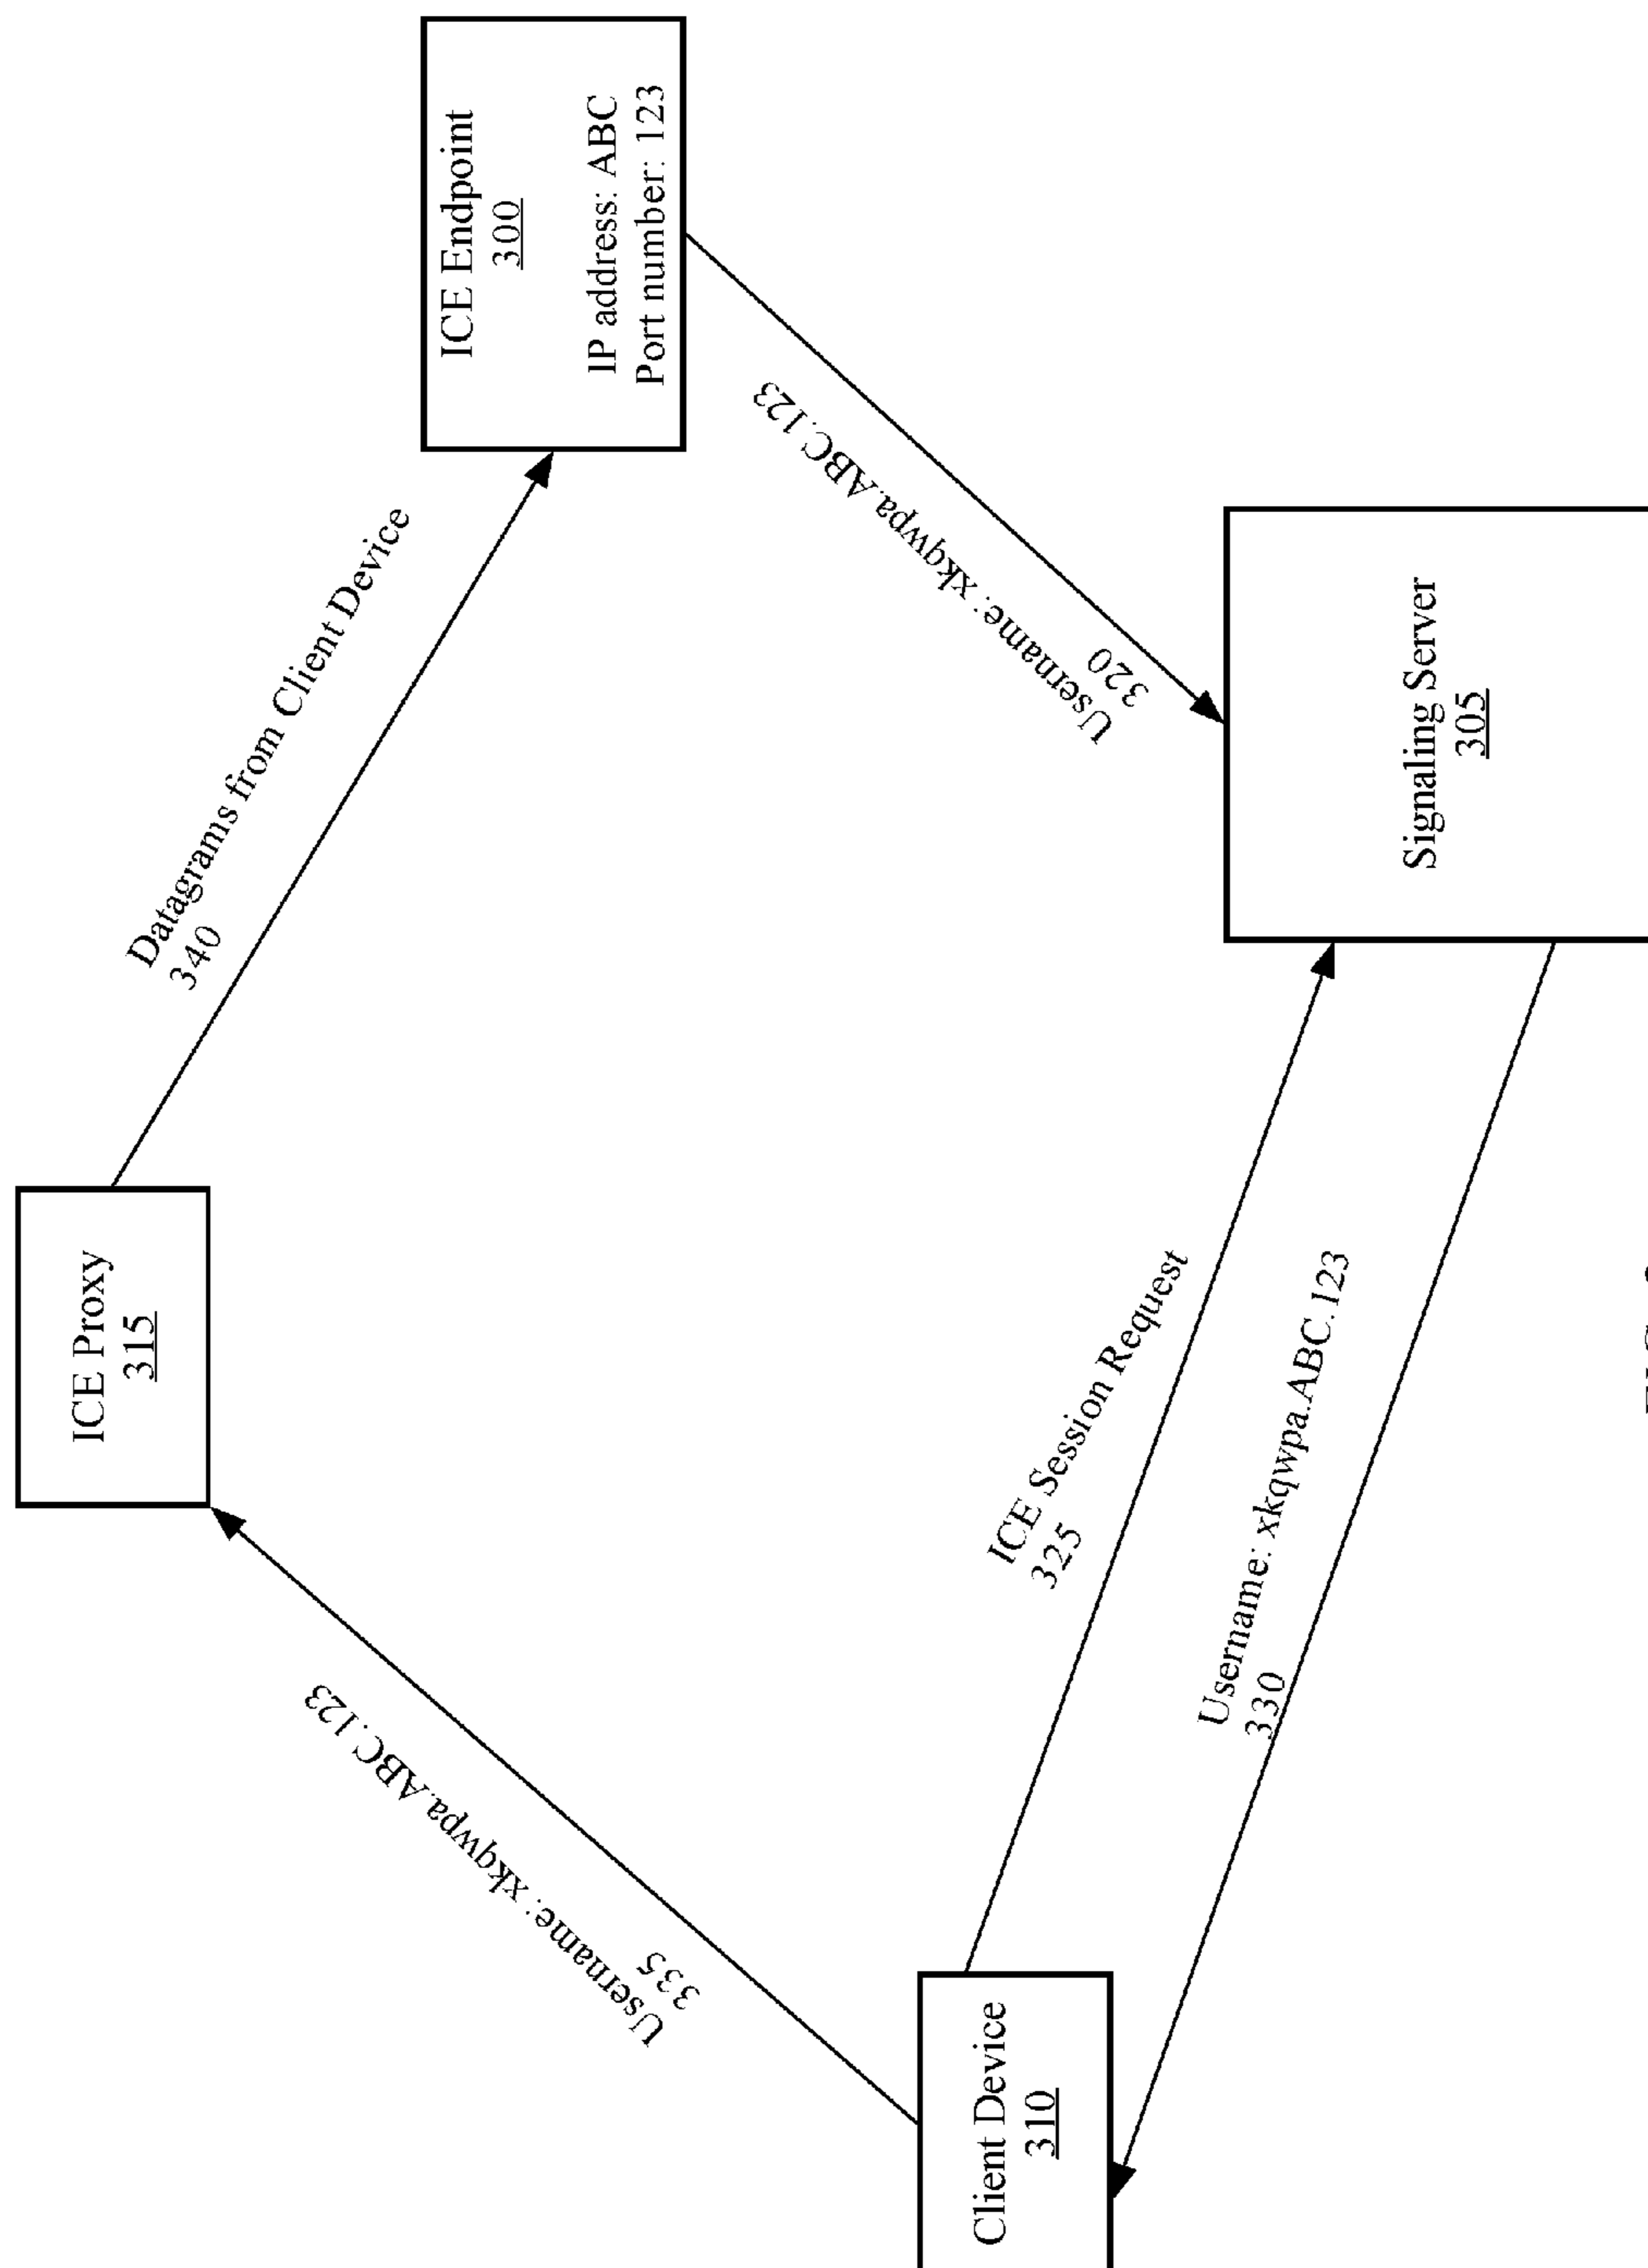 ICE Proxy
315
Datagrams from Client Device
340
ICE Endpoint
300
IP address: ABC
Port number: 123
Username: xkqwpa.ABC.123
335
Username: xkqwpa.ABC.123
320
Client Device
310
ICE Session Request
325
Username: xkqwpa.ABC.123
330
Signaling Server
305